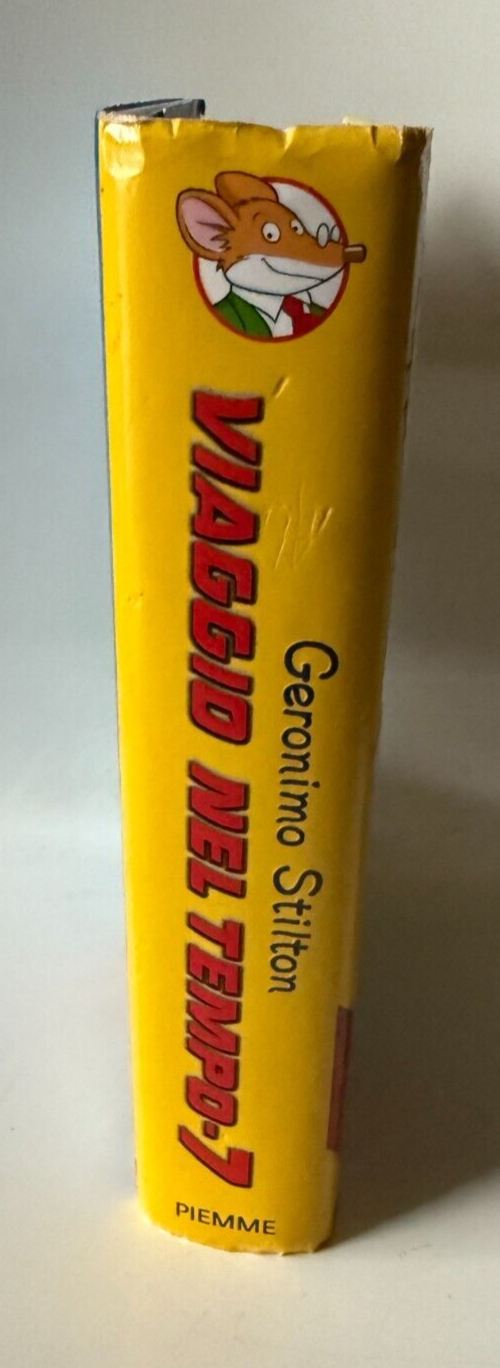 Geronimo Stilton
VIAGGIO NEL TEMPO-7
PIEMME